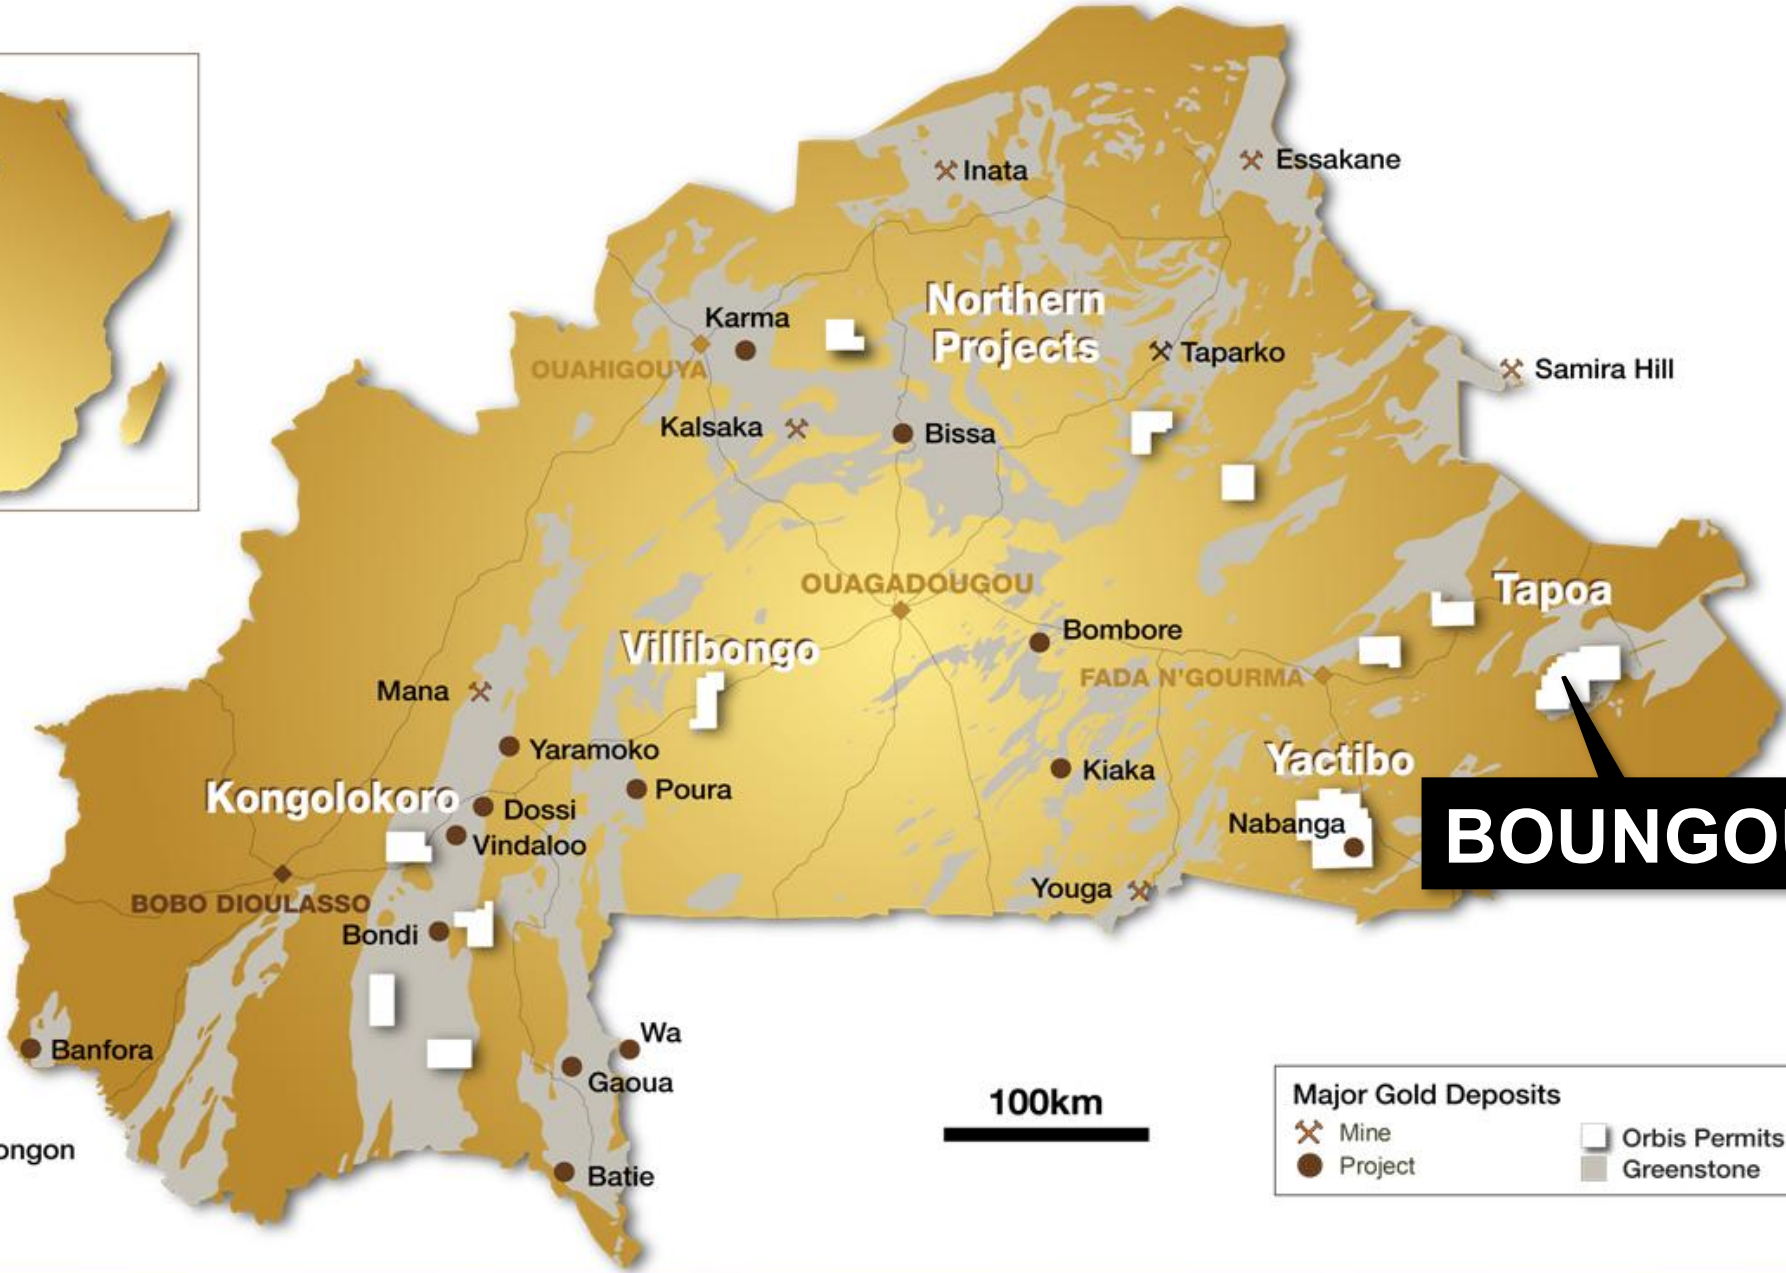 Inata
Essakane
Northern
Projects
Karma
OUAHIGOUYA
Taparko
Samira Hill
Kalsaka
Bissa
OUAGADOUGOU
Tapoa
Villibongo
Bombore
FADA N'GOURMA
Mana
Yaramoko
Kiaka
Yactibo
Kongolokoro
Poura
Dossi
Vindaloo
Nabanga
BOUNGOU
Youga
BOBO DIOULASSO
Bondi
Wa
Banfora
Gaoua
100km
ongon
Batie
Major Gold Deposits
Mine
Project
Orbis Permits
Greenstone